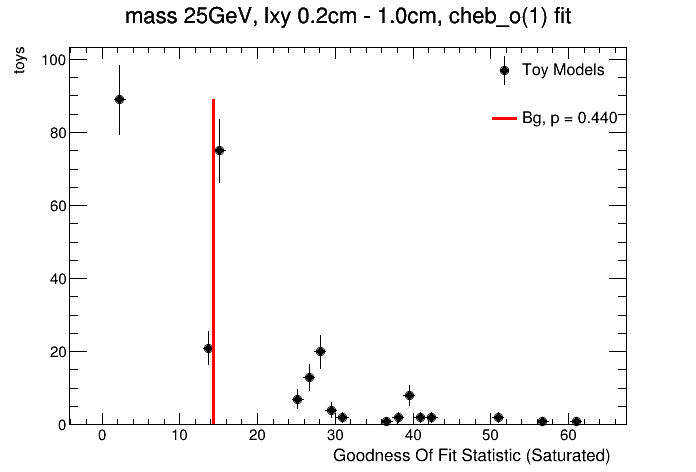 mass 25GeV, lxy 0.2cm - 1.0cm, cheb_o(1) fit
toys
100
80
60
40
20
0
Toy Models
Bg, p = 0.440
0 10 20 30 40 50 60
Goodness Of Fit Statistic (Saturated)